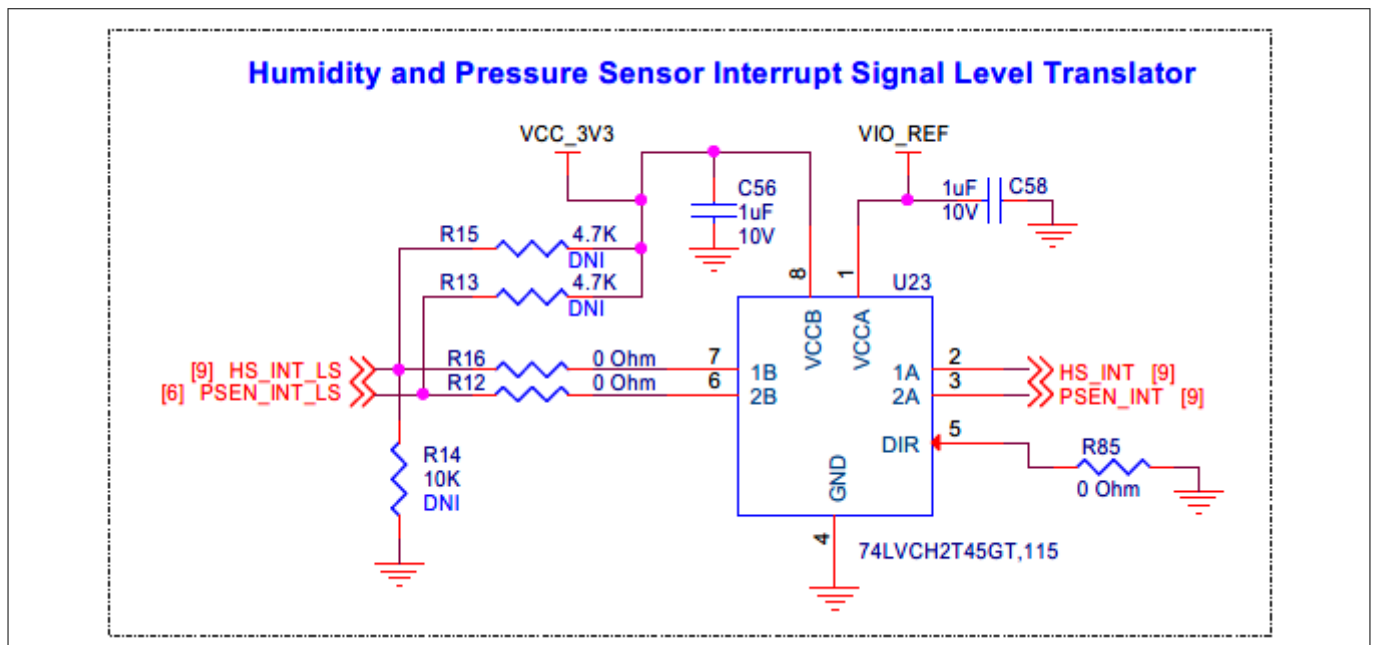 Humidity and Pressure Sensor Interrupt Signal Level Translator
VCC_3V3
VIO_REF
C56
1uF
10V
1uF
10V
C58
R15
4.7K
DNI
R13
4.7K
DNI
8
1
U23
VCCB
VCCA
[9] HS_INT_LS
R16
0 Ohm
7
1B
1A
2
HS_INT [9]
[6] PSEN_INT_LS
R12
0 Ohm
6
2B
2A
3
PSEN_INT [9]
DIR
5
R85
0 Ohm
R14
10K
DNI
GND
4
74LVCH2T45GT,115